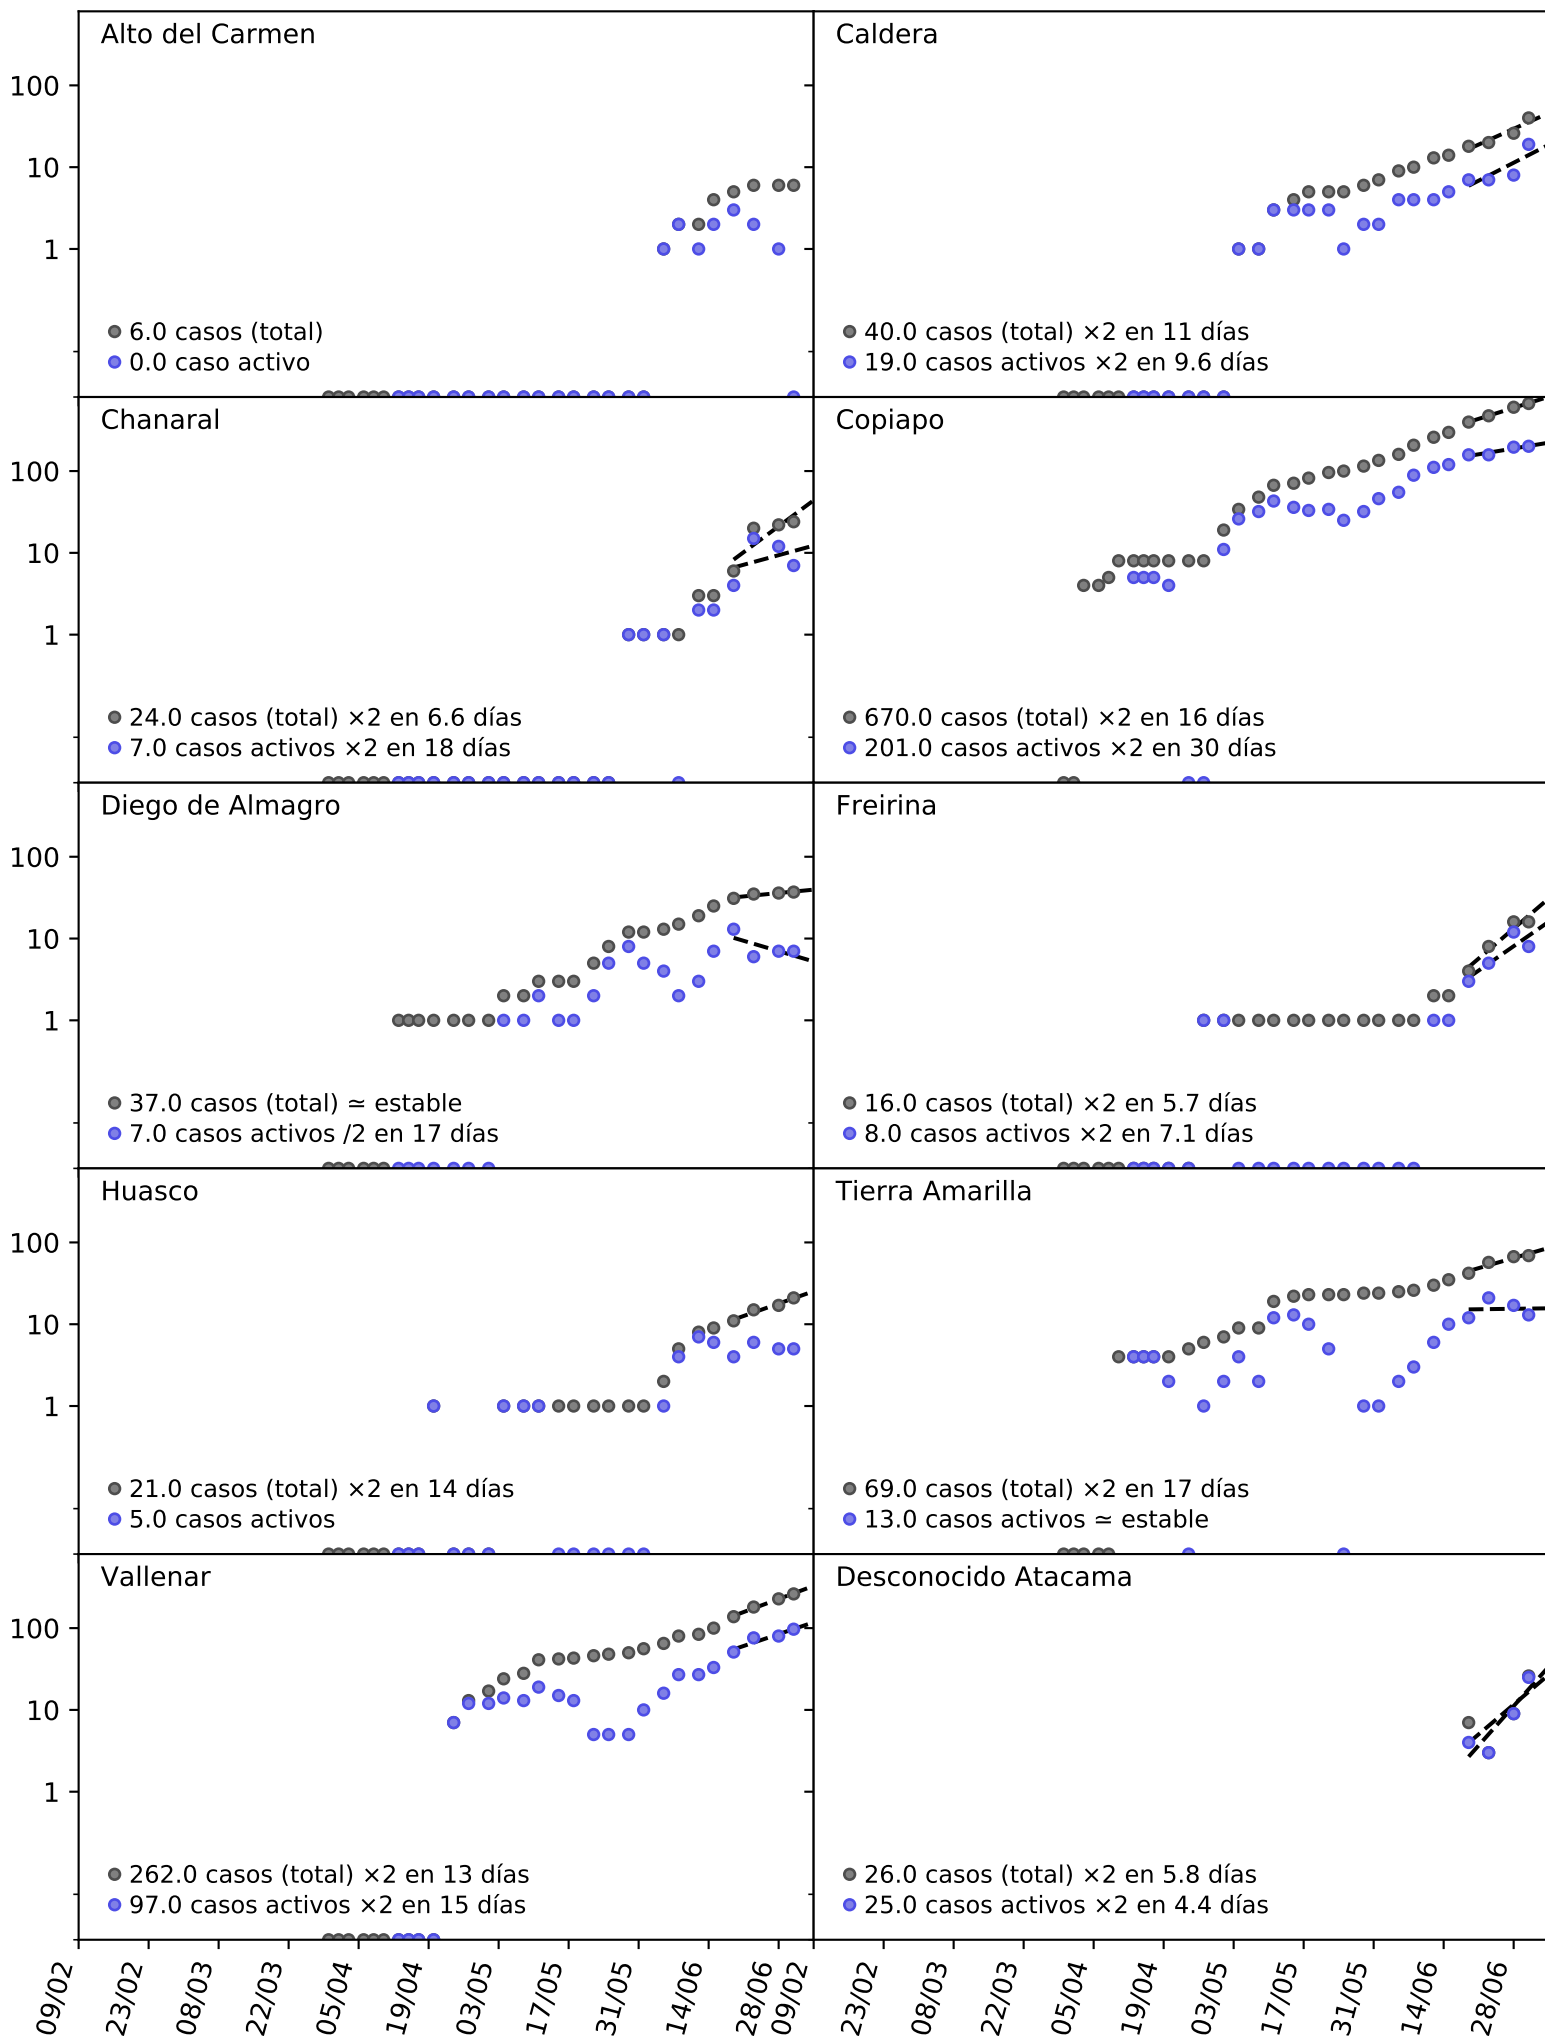 Alto del Carmen
100
10
1
6.0 casos (total)
0.0 caso activo
Caldera
40.0 casos (total) ×2 en 11 días
19.0 casos activos ×2 en 9.6 días
Chanaral
100
10
1
24.0 casos (total) ×2 en 6.6 días
7.0 casos activos ×2 en 18 días
Copiapo
670.0 casos (total) ×2 en 16 días
201.0 casos activos ×2 en 30 días
Diego de Almagro
100
10
1
37.0 casos (total) ≃ estable
7.0 casos activos /2 en 17 días
Freirina
16.0 casos (total) ×2 en 5.7 días
8.0 casos activos ×2 en 7.1 días
Huasco
100
10
1
21.0 casos (total) ×2 en 14 días
5.0 casos activos
Tierra Amarilla
69.0 casos (total) ×2 en 17 días
13.0 casos activos ≃ estable
Vallenar
100
10
1
262.0 casos (total) ×2 en 13 días
97.0 casos activos ×2 en 15 días
Desconocido Atacama
26.0 casos (total) ×2 en 5.8 días
25.0 casos activos ×2 en 4.4 días
09/02
23/02
08/03
22/03
05/04
19/04
03/05
17/05
31/05
14/06
28/06
09/02
23/02
08/03
22/03
05/04
19/04
03/05
17/05
31/05
14/06
28/06